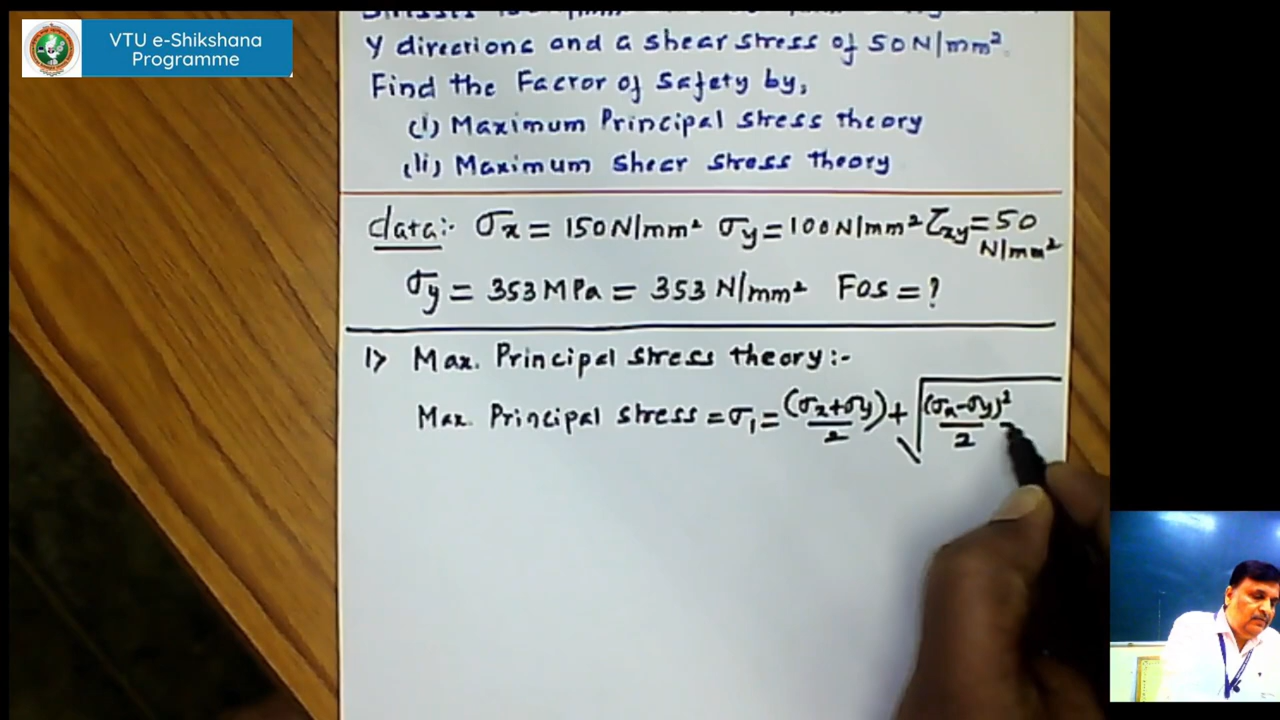 VTU e-Shikshana
Programme
Y directions and a shear stress of 50 N/mm².
Find the Factor of Safety by,
(i) Maximum Principal stress theory
(ii) Maximum shear stress theory
data:- σx = 150 N/mm² σy = 100 N/mm² τxy = 50 N/mm²
σy = 353 MPa = 353 N/mm² FOS = ?
1) Max. Principal stress theory:-
Max. Principal stress = σ1 = (σx+σy)/2 + √(σx-σy)²/2